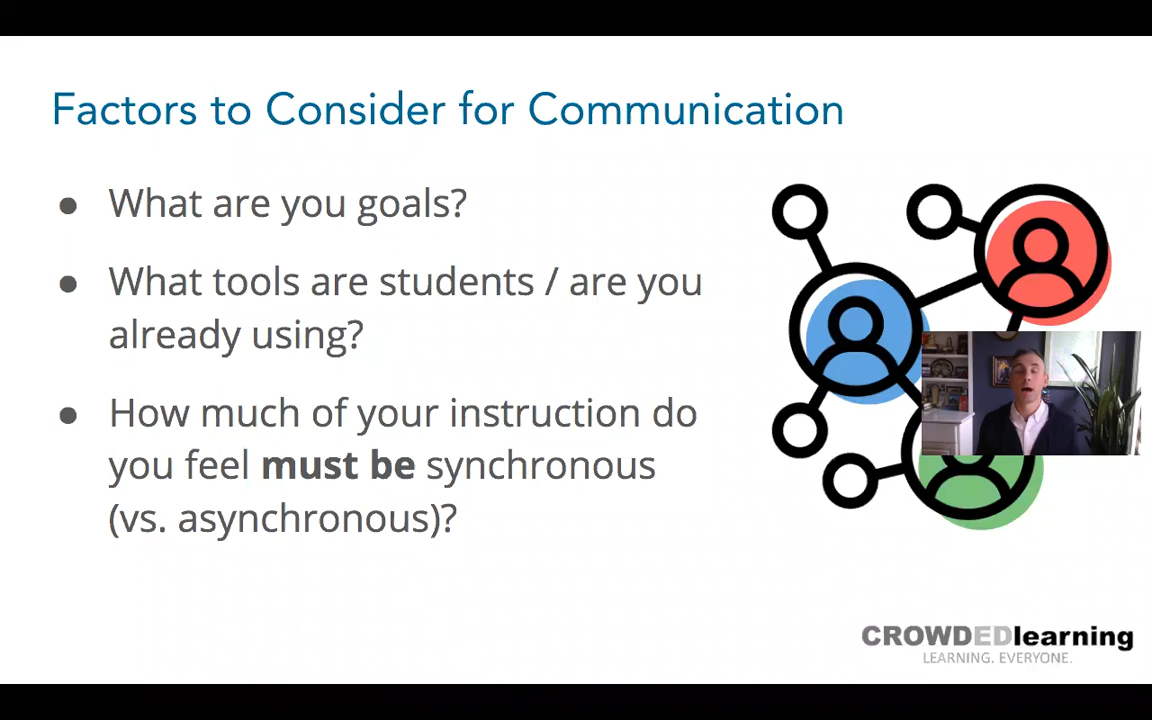 Factors to Consider for Communication
● What are you goals?
● What tools are students / are you
already using?
● How much of your instruction do
you feel must be synchronous
(vs. asynchronous)?
CROWDEDlearning
LEARNING. EVERYONE.